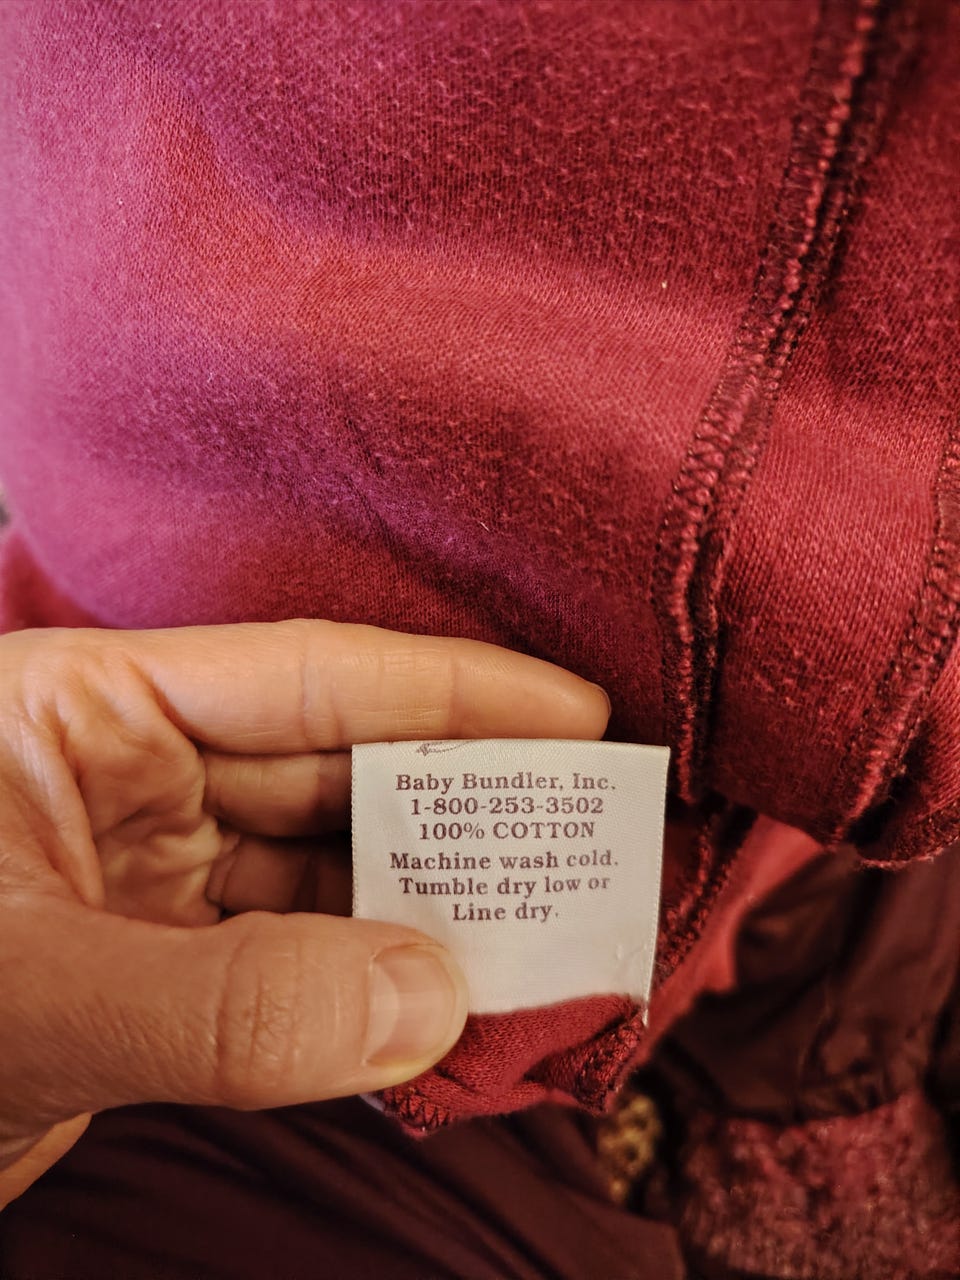 Baby Bundler, Inc.
1-800-253-3502
100% COTTON
Machine wash cold.
Tumble dry low or
Line dry.